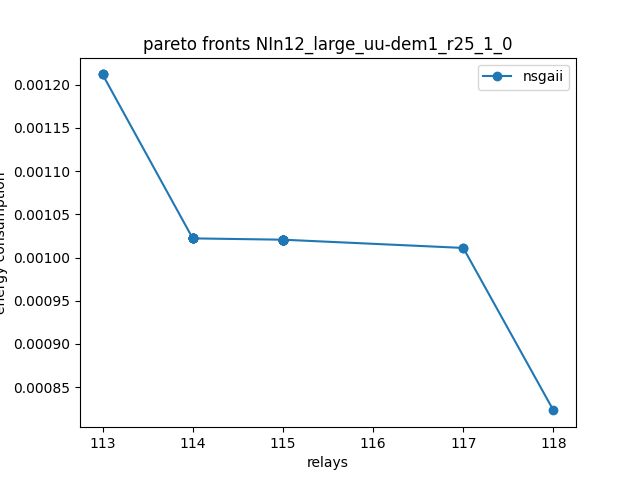 pareto fronts NIn12_large_uu-dem1_r25_1_0
nsgaii
energy consumption
0.00120
0.00115
0.00110
0.00105
0.00100
0.00095
0.00090
0.00085
113 114 115 116 117 118
relays